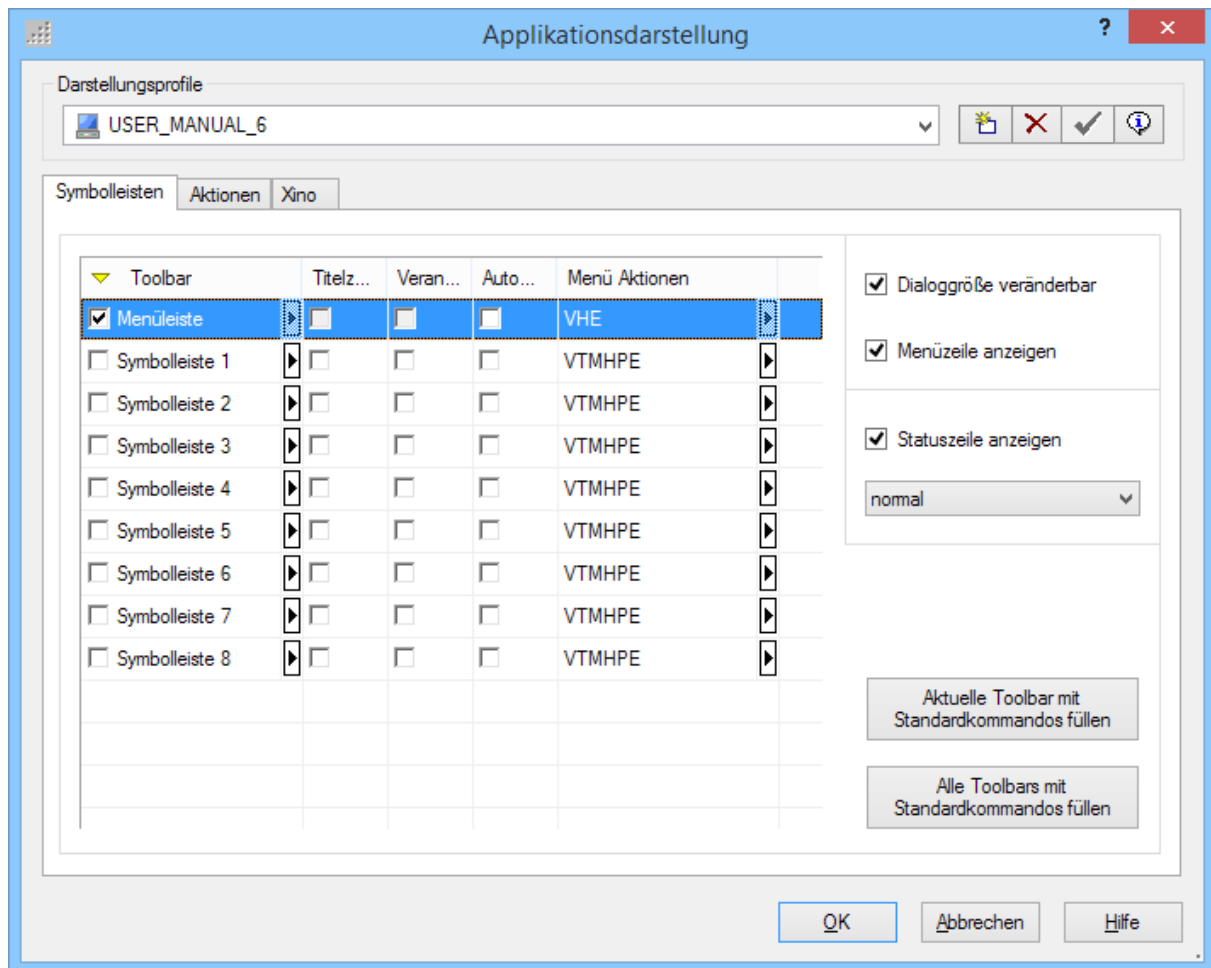 Applikationsdarstellung
?
Darstellungsprofile
USER_MANUAL_6
Symbolleisten Aktionen Xino
Toolbar Titelz... Veran... Auto... Menü Aktionen
Menüleiste VHE
Symbolleiste 1 VTMHPE
Symbolleiste 2 VTMHPE
Symbolleiste 3 VTMHPE
Symbolleiste 4 VTMHPE
Symbolleiste 5 VTMHPE
Symbolleiste 6 VTMHPE
Symbolleiste 7 VTMHPE
Symbolleiste 8 VTMHPE
Dialoggröße veränderbar
Menüzeile anzeigen
Statuszeile anzeigen
normal
Aktuelle Toolbar mit
Standardkommandos füllen
Alle Toolbars mit
Standardkommandos füllen
OK Abbrechen Hilfe